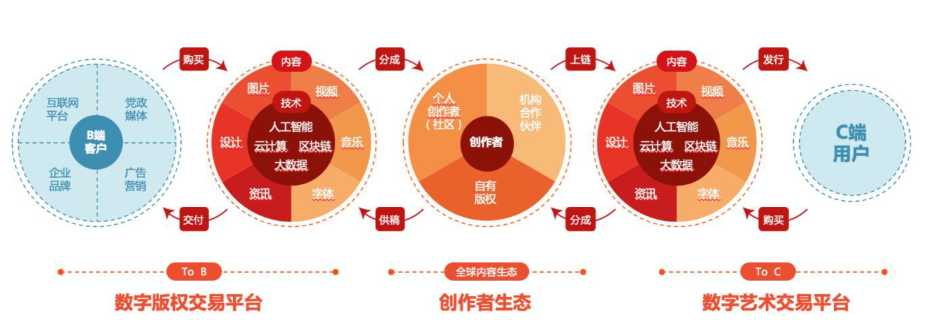 购买
分成
上链
发行
互联网
平台
党政
媒体
B端
客户
企业
品牌
广告
营销
内容
图片
视频
技术
人工智能
云计算 区块链
大数据
设计
音乐
资讯
字体
个人
创作者
（社区）
机构
合作
伙伴
创作者
自有
版权
内容
图片
视频
技术
人工智能
云计算 区块链
大数据
设计
音乐
资讯
字体
C端
用户
交付
供稿
分成
购买
To B
全球内容生态
To C
数字版权交易平台
创作者生态
数字艺术交易平台